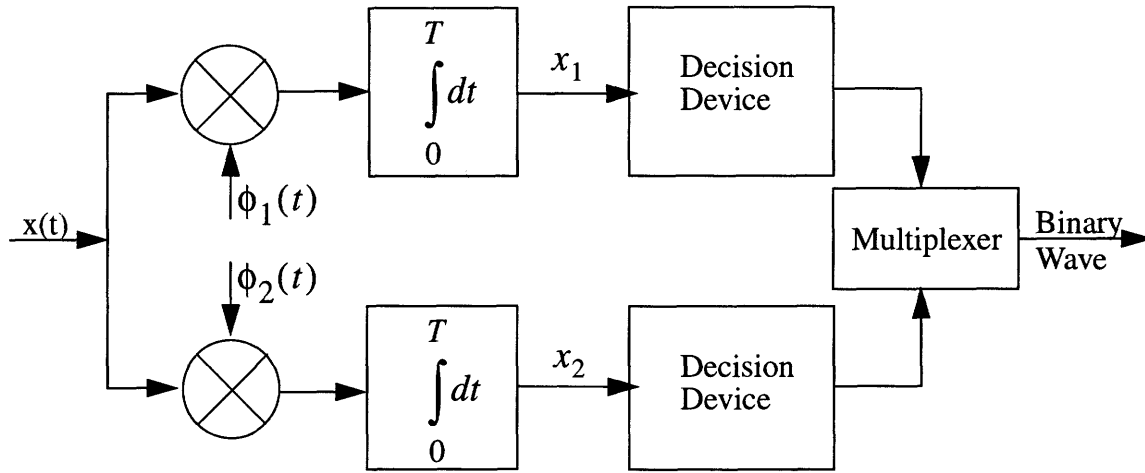 T
∫ dt
0
x₁
Decision
Device
ϕ₁(t)
x(t)
Multiplexer
Binary
Wave
ϕ₂(t)
T
∫ dt
0
x₂
Decision
Device